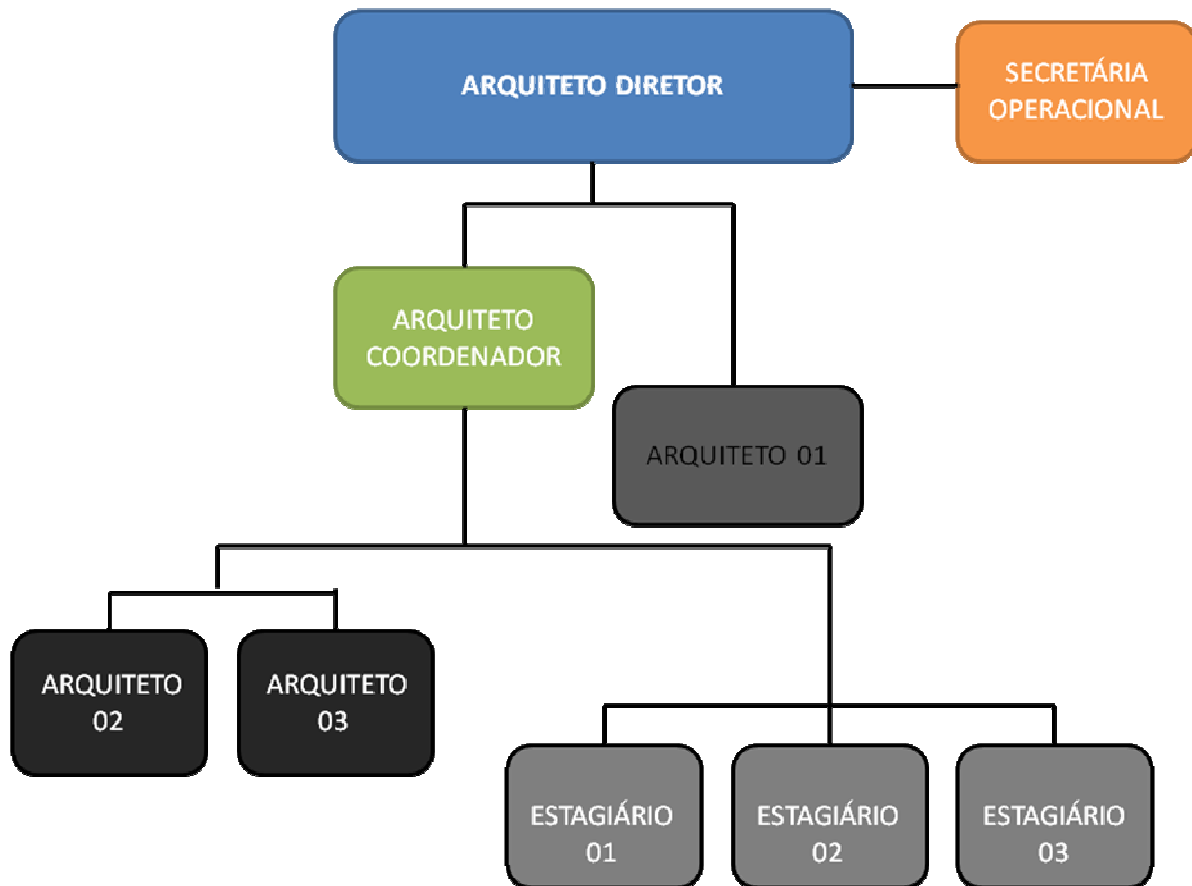 ARQUITETO DIRETOR
SECRETÁRIA
OPERACIONAL
ARQUITETO
COORDENADOR
ARQUITETO 01
ARQUITETO
02
ARQUITETO
03
ESTAGIÁRIO
01
ESTAGIÁRIO
02
ESTAGIÁRIO
03